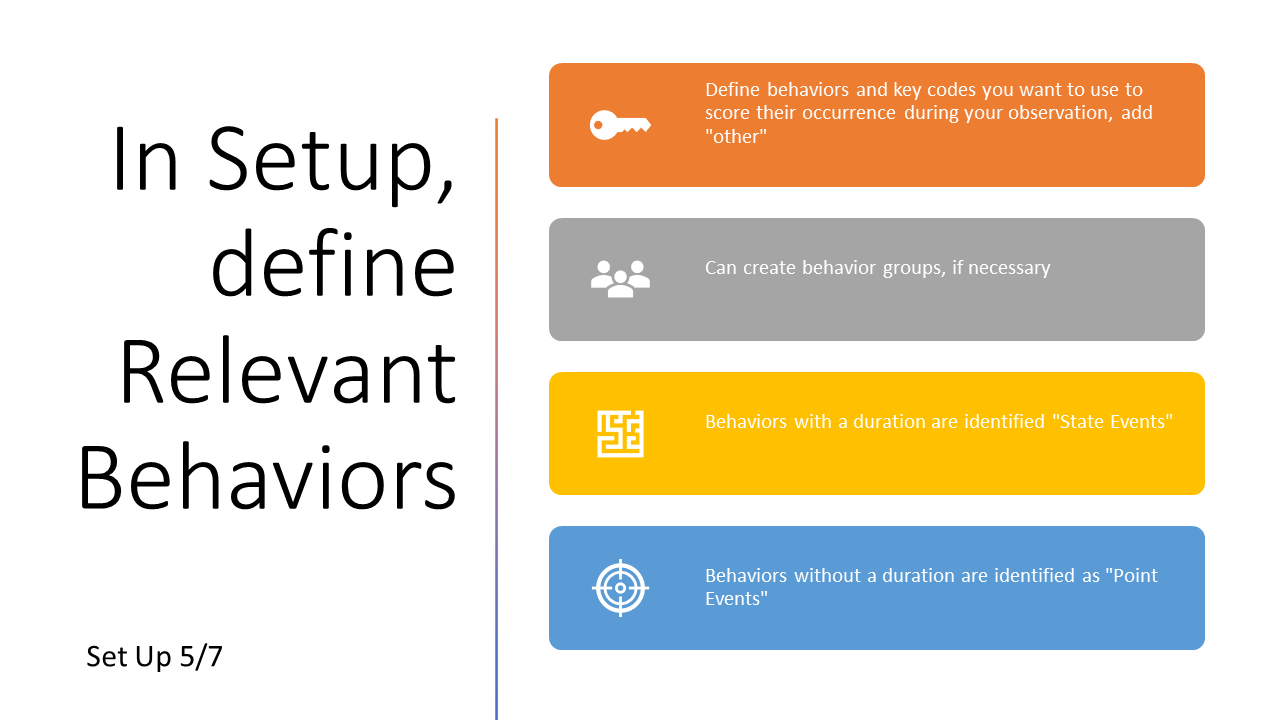 In Setup,
define
Relevant
Behaviors
Set Up 5/7
Define behaviors and key codes you want to use to
score their occurrence during your observation, add
"other"
Can create behavior groups, if necessary
Behaviors with a duration are identified "State Events"
Behaviors without a duration are identified as "Point
Events"